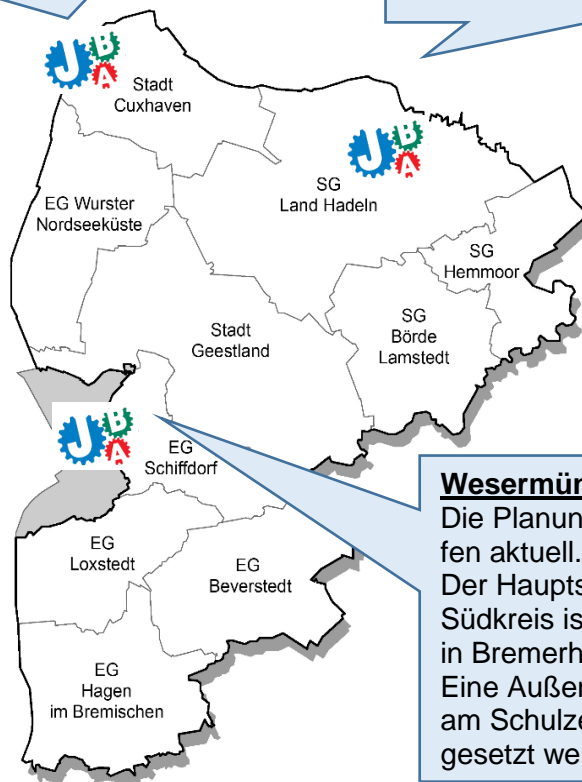 J B A
Stadt
Cuxhaven
J B A
SG
Land Hadeln
EG Wurster
Nordseeküste
SG
Hemmoor
SG
Börde
Lamstedt
Stadt
Geestland
J B A
EG
Schiffdorf
EG
Loxstedt
EG
Beverstedt
EG
Hagen
im Bremischen
Wesermün
Die Planun
fen aktuell.
Der Haupts
Südkreis is
in Bremerh
Eine Außer
am Schulze
gesetzt we